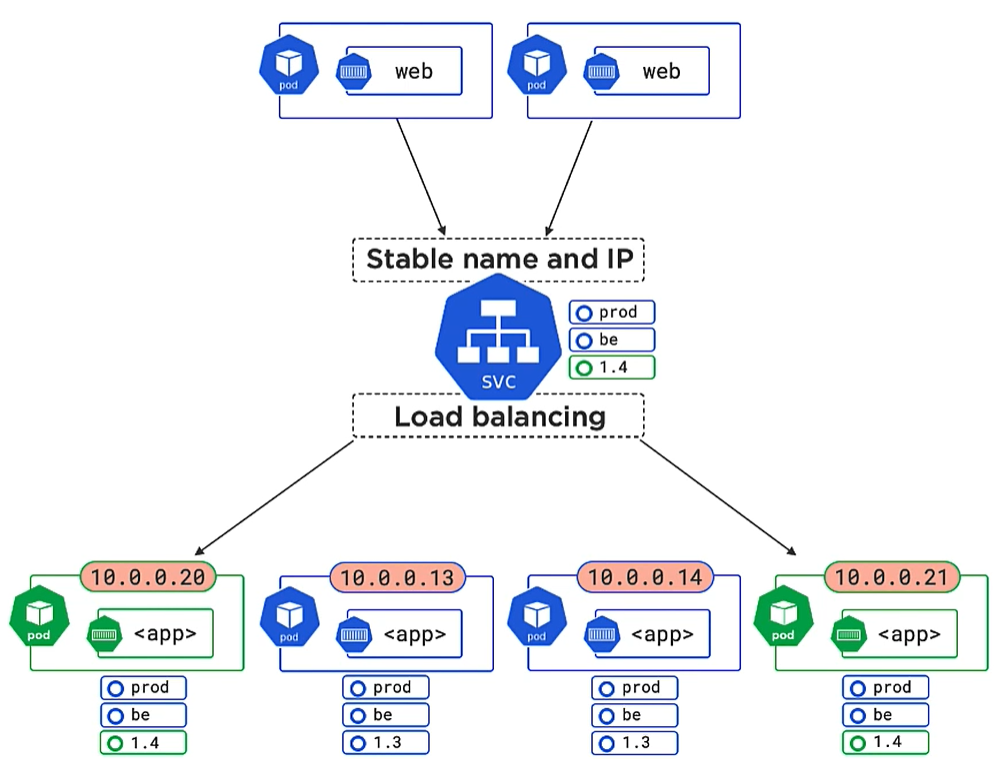 pod
web
pod
web
Stable name and IP
svc
prod
be
1.4
Load balancing
10.0.0.20
pod
<app>
prod
be
1.4
10.0.0.13
pod
<app>
prod
be
1.3
10.0.0.14
pod
<app>
prod
be
1.3
10.0.0.21
pod
<app>
prod
be
1.4